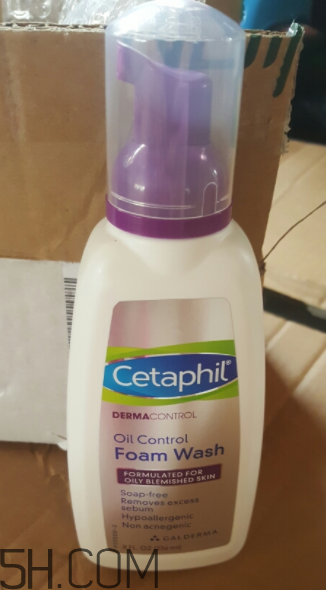 Cetaphil®
DERMACONTROL
Oil Control
Foam Wash
FORMULATED FOR
OILY BLEMISHED SKIN
Soap-free
Removes excess
sebum
Hypoallergenic
Non acnegenic
GALDERMA
5H.COM